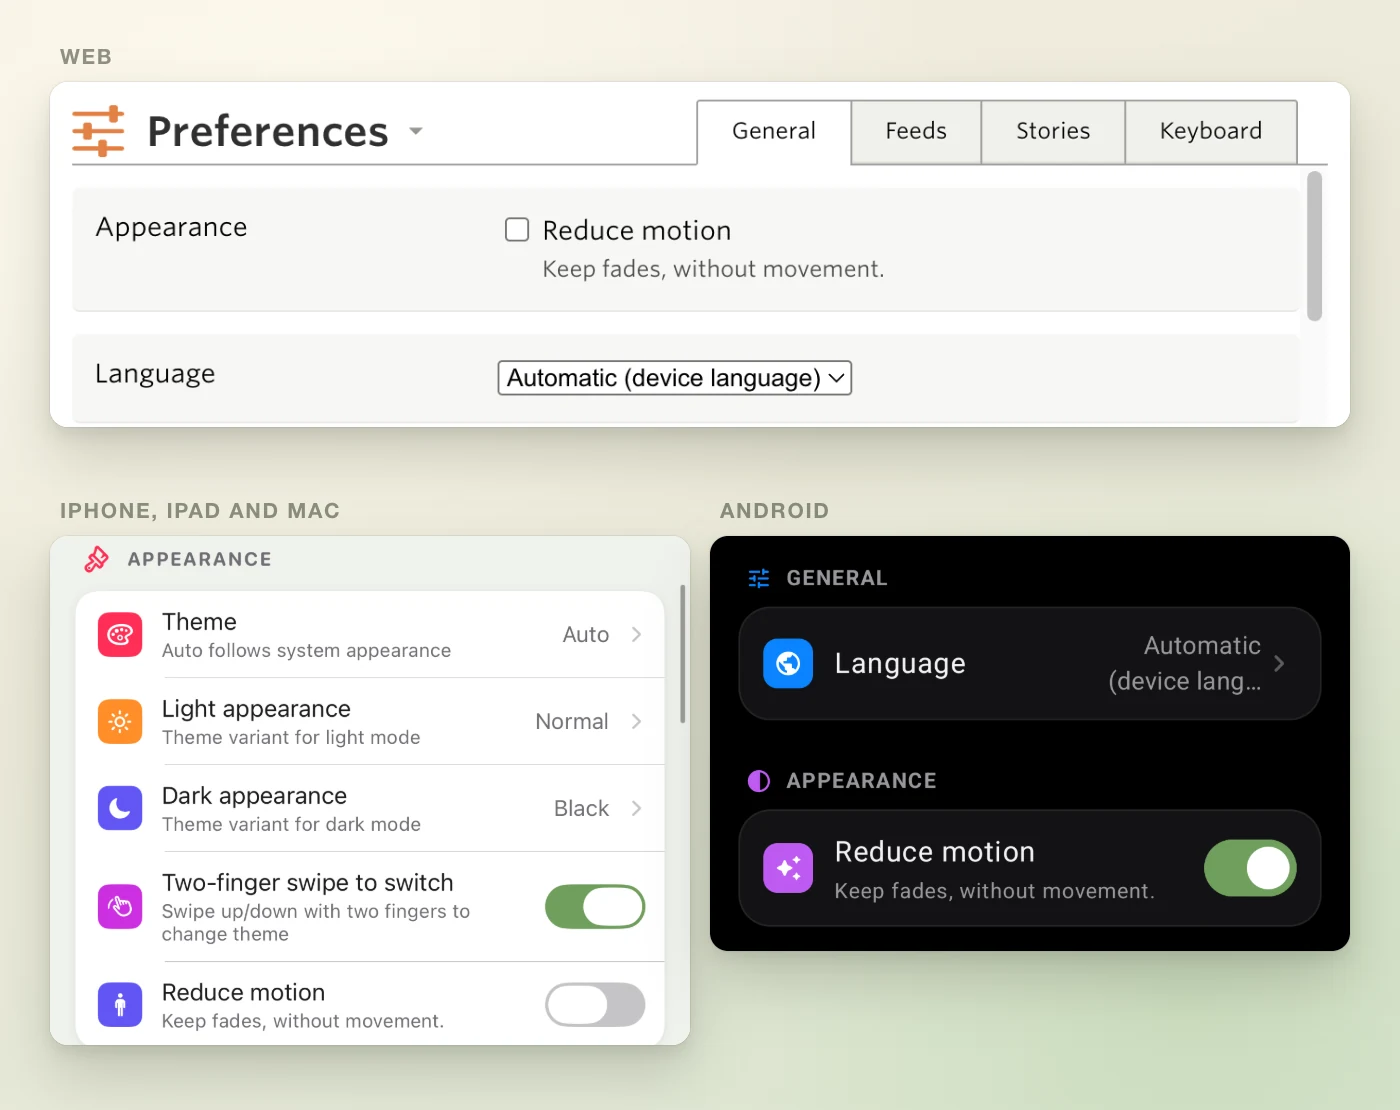 WEB
Preferences
General
Feeds
Stories
Keyboard
Appearance
Reduce motion
Keep fades, without movement.
Language
Automatic (device language)
IPHONE, IPAD AND MAC
APPEARANCE
Theme
Auto follows system appearance
Auto
Light appearance
Theme variant for light mode
Normal
Dark appearance
Theme variant for dark mode
Black
Two-finger swipe to switch
Swipe up/down with two fingers to
change theme
Reduce motion
Keep fades, without movement.
ANDROID
GENERAL
Language
Automatic
(device lang...
APPEARANCE
Reduce motion
Keep fades, without movement.